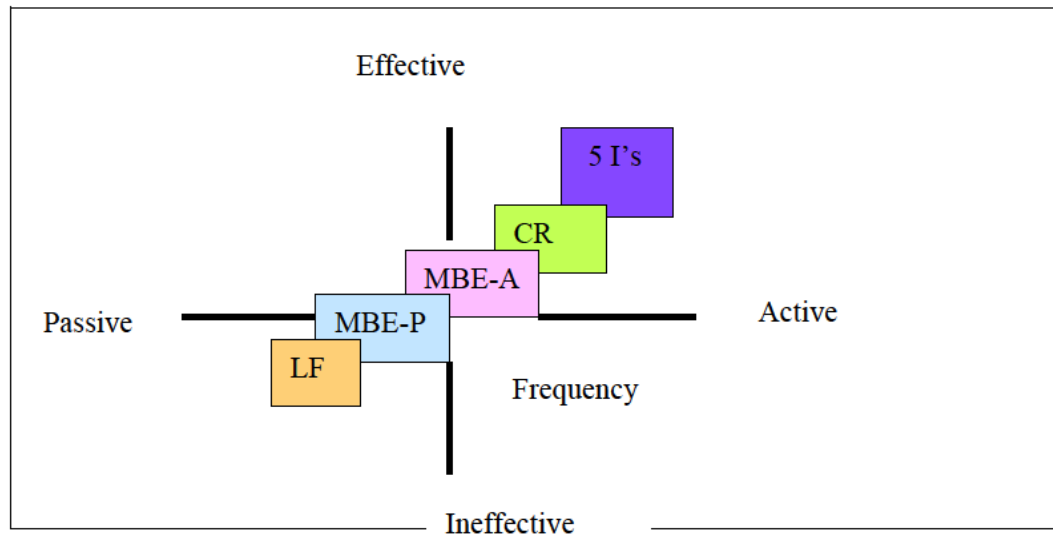 Effective
5 I’s
CR
MBE-A
Passive
MBE-P
Active
LF
Frequency
Ineffective